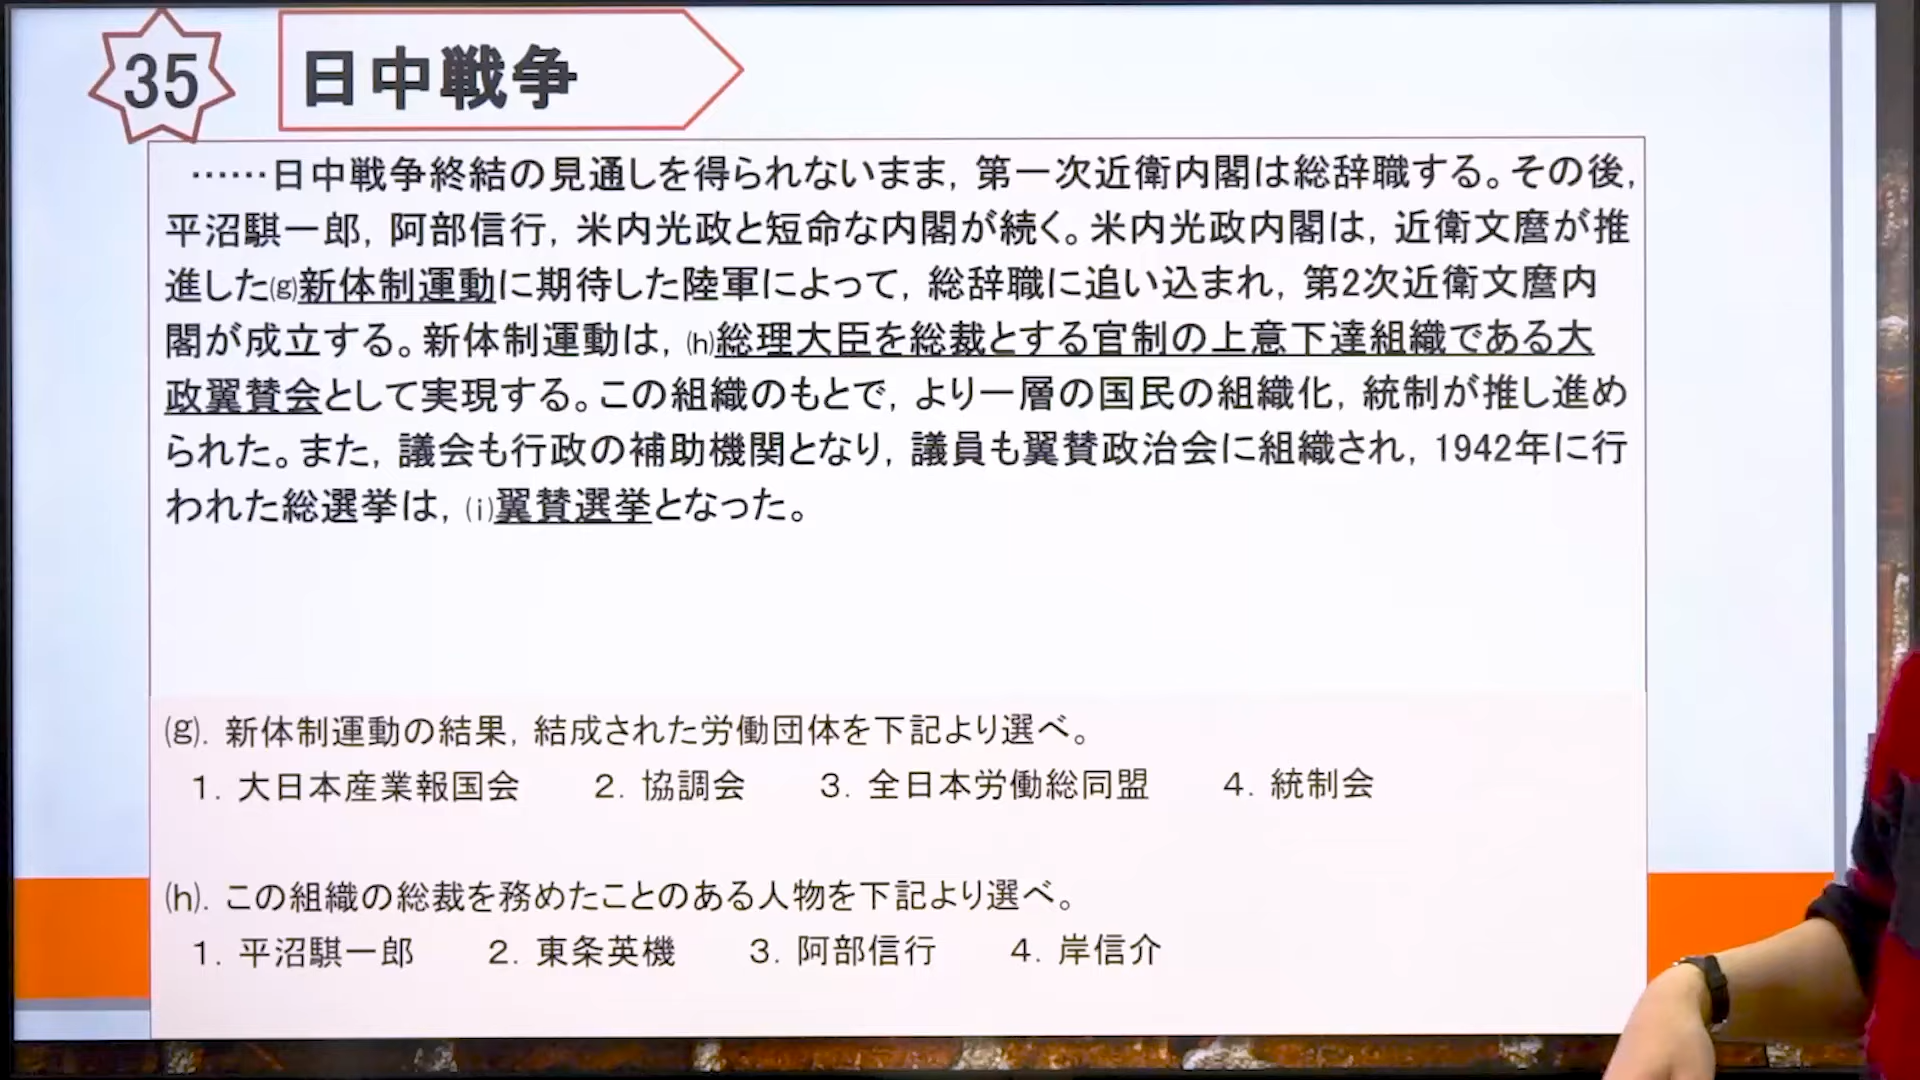 35
日中戦争
……日中戦争終結の見通しを得られないまま,第一次近衛内閣は総辞職する。その後,
平沼騏一郎,阿部信行,米内光政と短命な内閣が続く。米内光政内閣は,近衛文麿が推
進した(g)新体制運動に期待した陸軍によって,総辞職に追い込まれ,第2次近衛文麿内
閣が成立する。新体制運動は,(h)総理大臣を総裁とする官制の上意下達組織である大
政翼賛会として実現する。この組織のもとで,より一層の国民の組織化,統制が推し進め
られた。また,議会も行政の補助機関となり,議員も翼賛政治会に組織され,1942年に行
われた総選挙は,(i)翼賛選挙となった。
(g). 新体制運動の結果,結成された労働団体を下記より選べ。
1. 大日本産業報国会 2. 協調会 3. 全日本労働総同盟 4. 統制会
(h). この組織の総裁を務めたことのある人物を下記より選べ。
1. 平沼騏一郎 2. 東条英機 3. 阿部信行 4. 岸信介